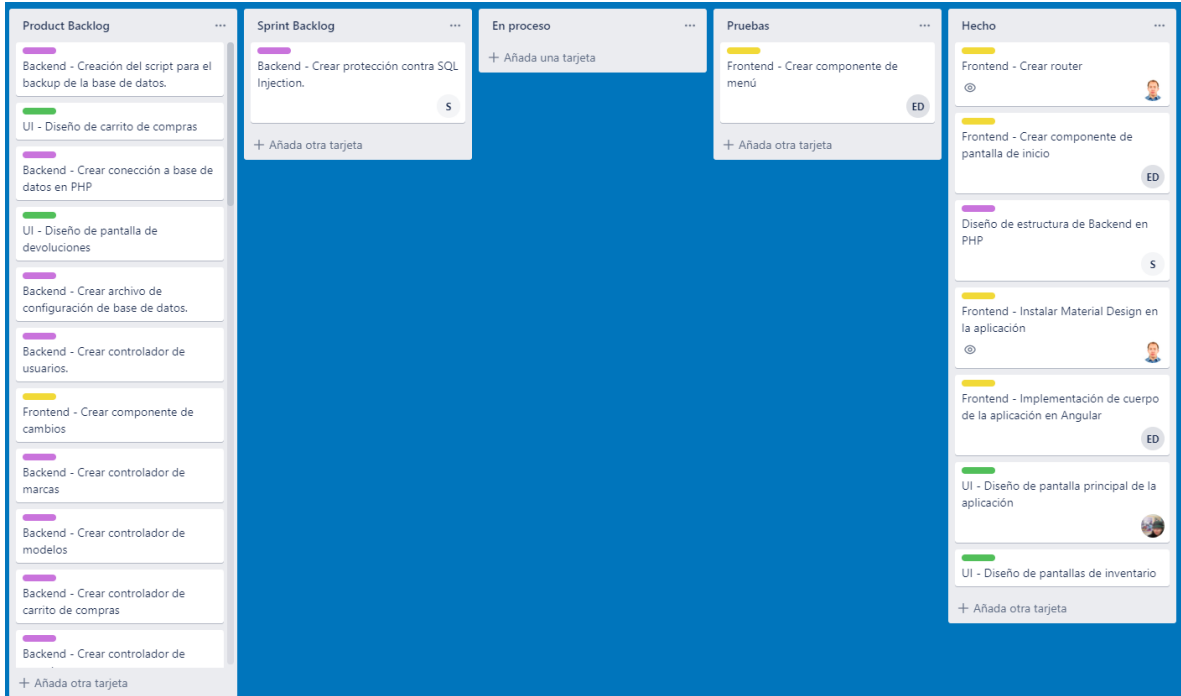 Product Backlog
Backend - Creación del script para el
backup de la base de datos.
UI - Diseño de carrito de compras
Backend - Crear conección a base de
datos en PHP
UI - Diseño de pantalla de
devoluciones
Backend - Crear archivo de
configuración de base de datos.
Backend - Crear controlador de
usuarios.
Frontend - Crear componente de
cambios
Backend - Crear controlador de
marcas
Backend - Crear controlador de
modelos
Backend - Crear controlador de
carrito de compras
Backend - Crear controlador de
+ Añada otra tarjeta
Sprint Backlog
Backend - Crear protección contra SQL
Injection.
S
+ Añada otra tarjeta
En proceso
+ Añada una tarjeta
Pruebas
Frontend - Crear componente de
menú
ED
+ Añada otra tarjeta
Hecho
Frontend - Crear router
Frontend - Crear componente de
pantalla de inicio
ED
Diseño de estructura de Backend en
PHP
S
Frontend - Instalar Material Design en
la aplicación
Frontend - Implementación de cuerpo
de la aplicación en Angular
ED
UI - Diseño de pantalla principal de la
aplicación
UI - Diseño de pantallas de inventario
+ Añada otra tarjeta